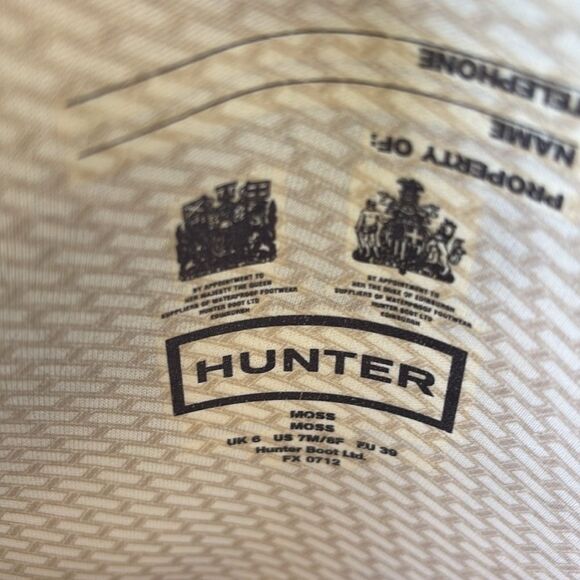 PROPERTY OF:
NAME
TELEPHONE
BY APPOINTMENT TO
HER MAJESTY THE QUEEN
SUPPLIERS OF WATERPROOF FOOTWEAR
HUNTER BOOT LTD
EDINBURGH
BY APPOINTMENT TO
HRH THE DUKE OF EDINBURGH
SUPPLIERS OF WATERPROOF FOOTWEAR
HUNTER BOOT LTD
EDINBURGH
HUNTER
MOSS
MOSS
UK 6 US 7M/8F EU 39
Hunter Boot Ltd.
FX 0712